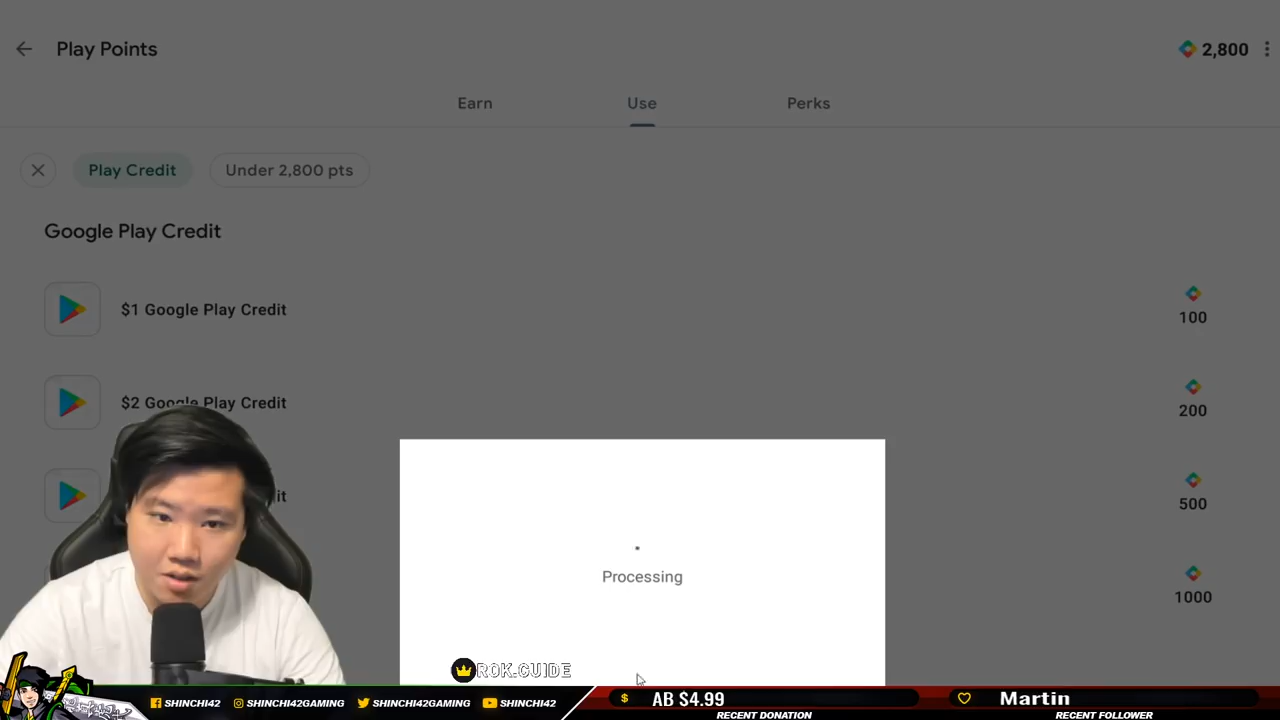 Play Points
2,800
Earn
Use
Perks
Play Credit
Under 2,800 pts
Google Play Credit
$1 Google Play Credit
100
$2 Google Play Credit
200
it
500
1000
Processing
ROK.GUIDE
SHINCHI42
SHINCHI42GAMING
SHINCHI42GAMING
SHINCHI42
$
AB $4.99
RECENT DONATION
Martin
RECENT FOLLOWER